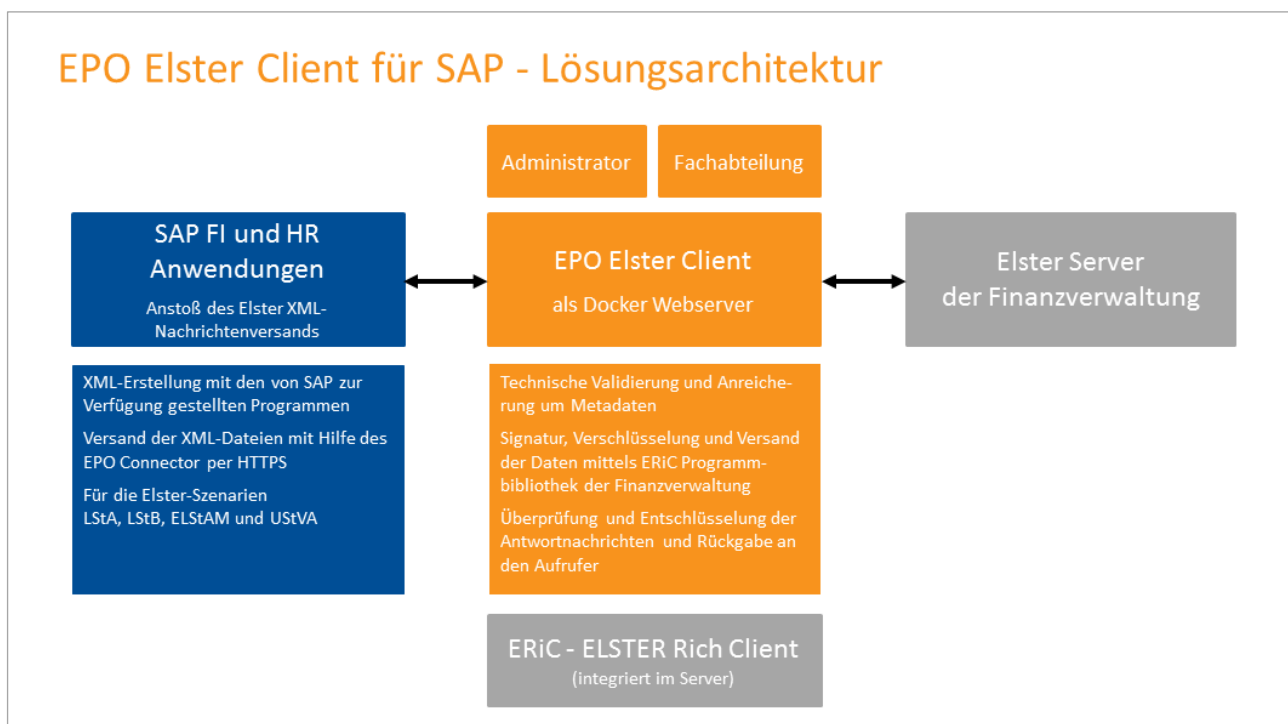 EPO Elster Client für SAP - Lösungsarchitektur
Administrator
Fachabteilung
SAP FI und HR
Anwendungen
Anstoß des Elster XML-
Nachrichtenversands
EPO Elster Client
als Docker Webserver
Elster Server
der Finanzverwaltung
XML-Erstellung mit den von SAP zur
Verfügung gestellten Programmen
Versand der XML-Dateien mit Hilfe des
EPO Connector per HTTPS
Für die Elster-Szenarien
LStA, LStB, ELStAM und UStVA
Technische Validierung und Anreiche-
rung um Metadaten
Signatur, Verschlüsselung und Versand
der Daten mittels ERiC Programm-
bibliothek der Finanzverwaltung
Überprüfung und Entschlüsselung der
Antwortnachrichten und Rückgabe an
den Aufrufer
ERiC - ELSTER Rich Client
(integriert im Server)